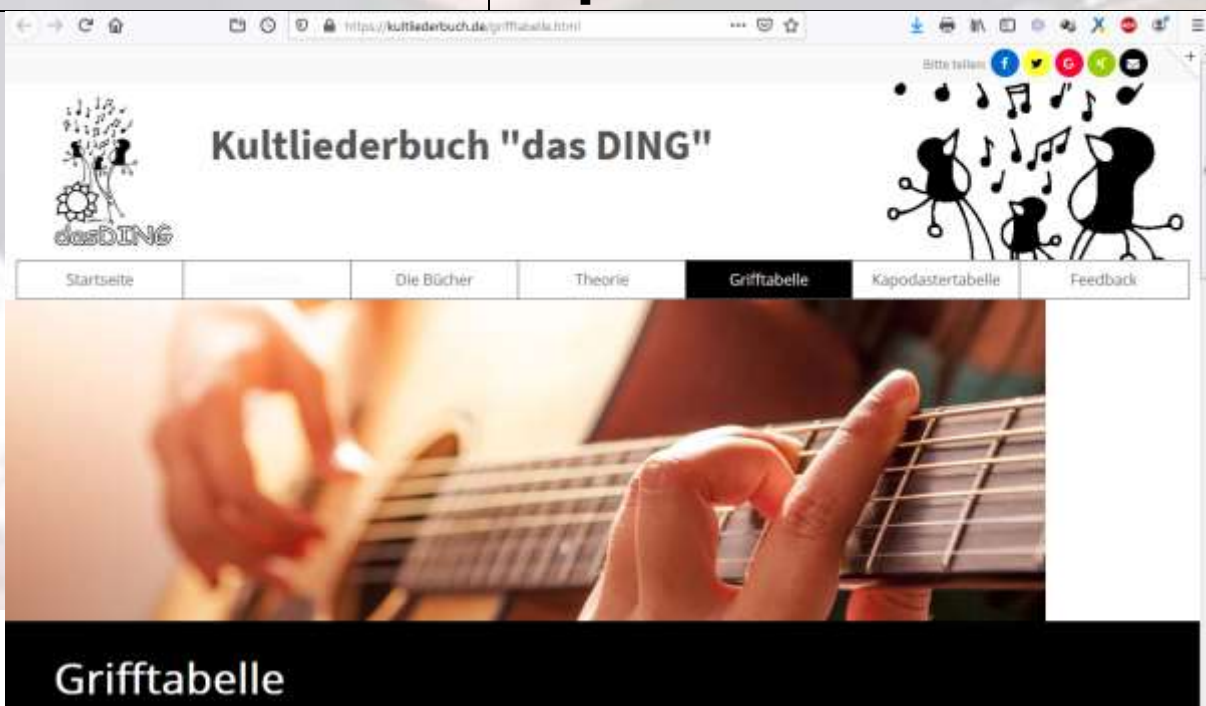 https://kultliederbuch.de/grifftabelle.html
Bitte teilen:
Kultliederbuch "das DING"
dasDING
Startseite
Die Bücher
Theorie
Grifftabelle
Kapodastertabelle
Feedback
Grifftabelle